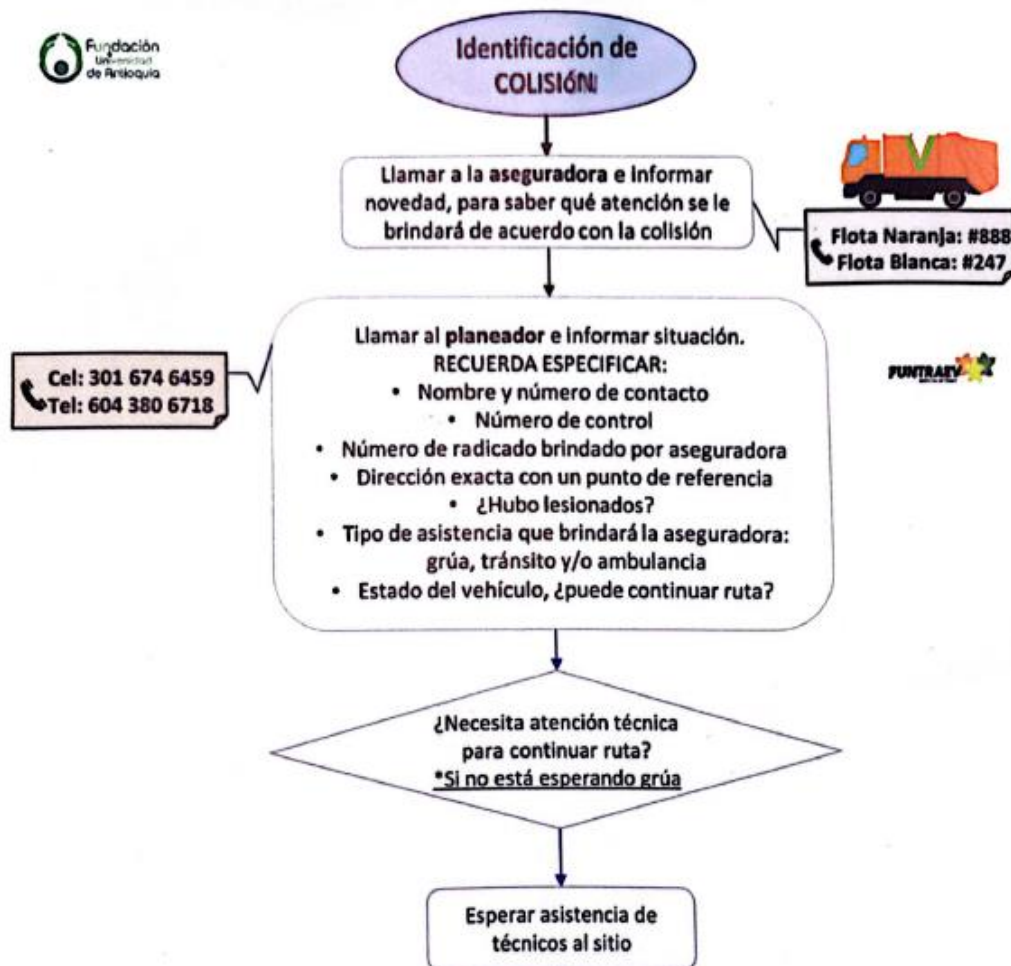 Fundación
Universidad
de Antioquia
Identificación de
COLISIÓN
Llamar a la aseguradora e informar
novedad, para saber qué atención se le
brindará de acuerdo con la colisión
Flota Naranja: #888
Flota Blanca: #247
Llamar al planeador e informar situación.
RECUERDA ESPECIFICAR:
• Nombre y número de contacto
• Número de control
• Número de radicado brindado por aseguradora
• Dirección exacta con un punto de referencia
• ¿Hubo lesionados?
• Tipo de asistencia que brindará la aseguradora:
grúa, tránsito y/o ambulancia
• Estado del vehículo, ¿puede continuar ruta?
Cel: 301 674 6459
Tel: 604 380 6718
FUNTRAEV
¿Necesita atención técnica
para continuar ruta?
*Si no está esperando grúa
Esperar asistencia de
técnicos al sitio